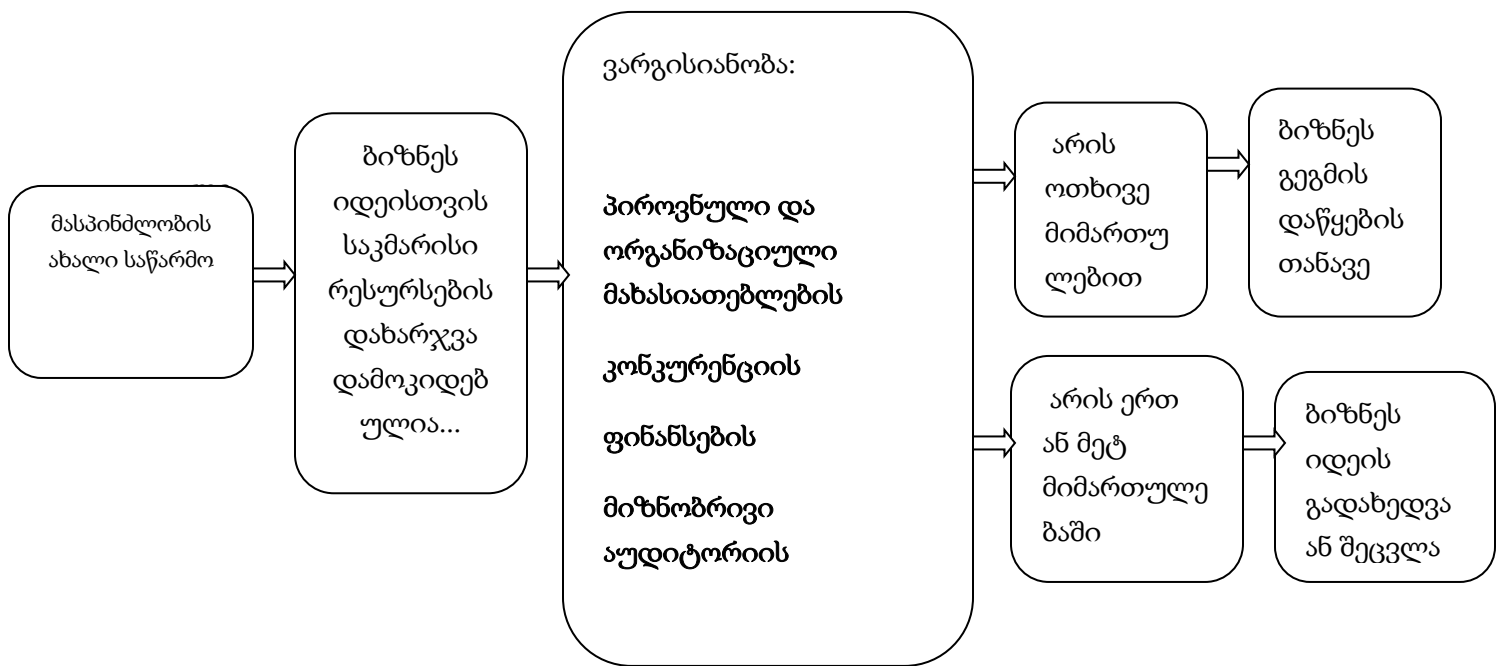 მასპინძლობის
ახალი საწარმო
ბიზნეს
იდეისთვის
საკმარისი
რესურსების
დახარჯვა
დამოკიდებ
ულია...
ვარგისიანობა:
პიროვნული და
ორგანიზაციული
მახასიათებლების
კონკურენციის
ფინანსების
მიზნობრივი
აუდიტორიის
არის
ოთხივე
მიმართუ
ლებით
ბიზნეს
გეგმის
დაწყების
თანავე
არის ერთ
ან მეტ
მიმართულე
ბაში
ბიზნეს
იდეის
გადახედვა
ან შეცვლა